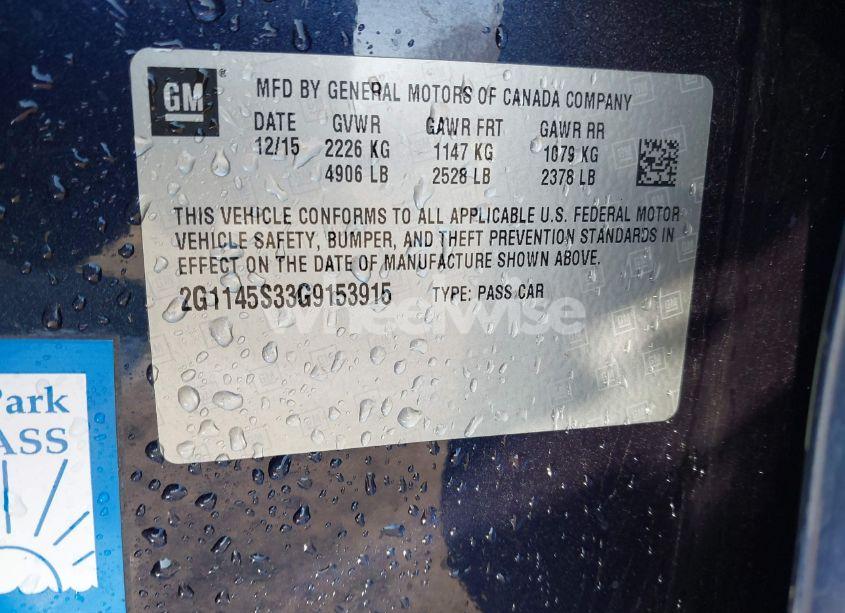 GM
MFD BY GENERAL MOTORS OF CANADA COMPANY
DATE GVWR GAWR FRT GAWR RR
12/15 2226 KG 1147 KG 1079 KG
4906 LB 2528 LB 2378 LB
THIS VEHICLE CONFORMS TO ALL APPLICABLE U.S. FEDERAL MOTOR
VEHICLE SAFETY, BUMPER, AND THEFT PREVENTION STANDARDS IN
EFFECT ON THE DATE OF MANUFACTURE SHOWN ABOVE.
2G1145S33G9153915 TYPE: PASS CAR
wheelwise
Park
ASS